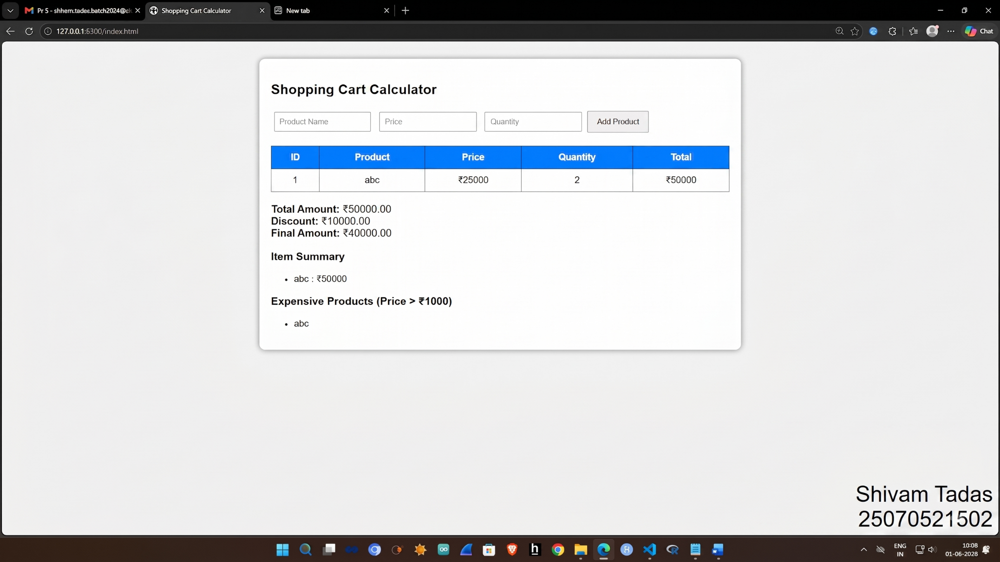 Pr 5 - shhem.tadee.batch2024@
Shopping Cart Calculator
New tab
127.0.0.1:5300/index.html
Chat
Shopping Cart Calculator
Product Name Price Quantity Add Product
ID Product Price Quantity Total
1 abc ₹25000 2 ₹50000
Total Amount: ₹50000.00
Discount: ₹10000.00
Final Amount: ₹40000.00
Item Summary
• abc : ₹50000
Expensive Products (Price > ₹1000)
• abc
Shivam Tadas
25070521502
ENG
IN
10:08
01-06-2028